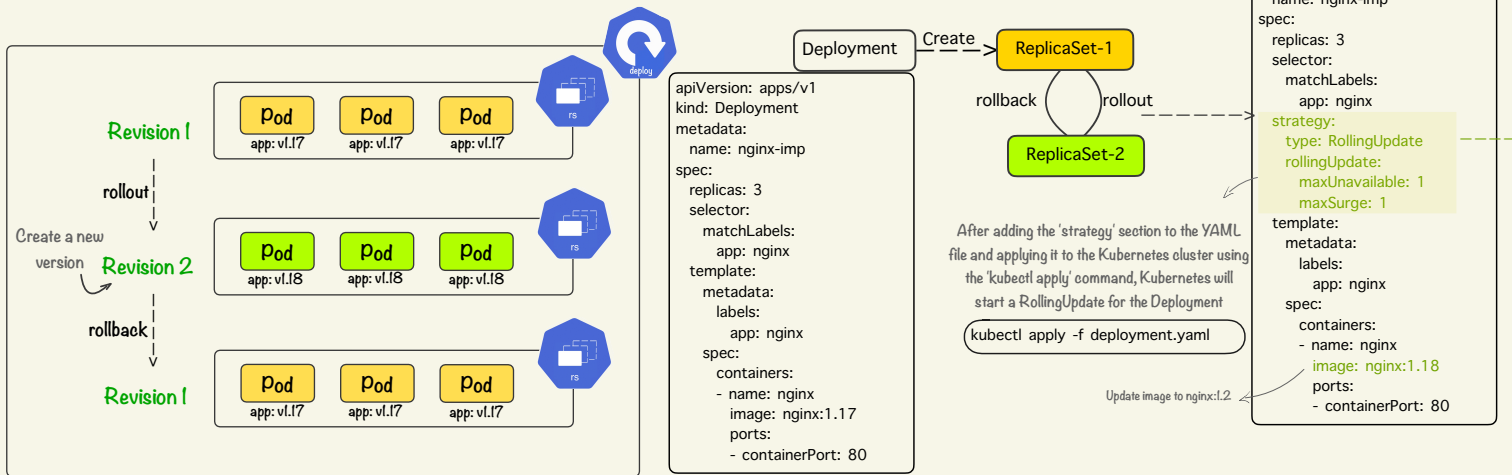 deploy
rs
Pod
Pod
Pod
app: v1.17
app: v1.17
app: v1.17
Revision 1
rollout
Create a new
version
Revision 2
rs
Pod
Pod
Pod
app: v1.18
app: v1.18
app: v1.18
rollback
Revision 1
rs
Pod
Pod
Pod
app: v1.17
app: v1.17
app: v1.17
Deployment
Create
ReplicaSet-1
rollback
rollout
ReplicaSet-2
apiVersion: apps/v1
kind: Deployment
metadata:
name: nginx-imp
spec:
replicas: 3
selector:
matchLabels:
app: nginx
template:
metadata:
labels:
app: nginx
spec:
containers:
- name: nginx
image: nginx:1.17
ports:
- containerPort: 80
After adding the 'strategy' section to the YAML
file and applying it to the Kubernetes cluster using
the 'kubectl apply' command, Kubernetes will
start a RollingUpdate for the Deployment
kubectl apply -f deployment.yaml
Update image to nginx:1.2
name: nginx-imp
spec:
replicas: 3
selector:
matchLabels:
app: nginx
strategy:
type: RollingUpdate
rollingUpdate:
maxUnavailable: 1
maxSurge: 1
template:
metadata:
labels:
app: nginx
spec:
containers:
- name: nginx
image: nginx:1.18
ports:
- containerPort: 80